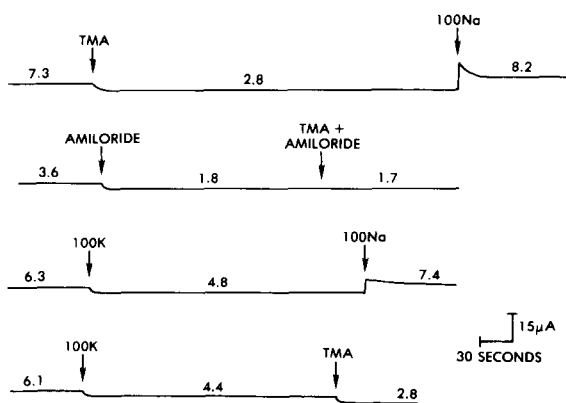 TMA
100Na
7.3
2.8
8.2
AMILORIDE
TMA +
AMILORIDE
3.6
1.8
1.7
100K
100Na
6.3
4.8
7.4
15μA
30 SECONDS
100K
TMA
6.1
4.4
2.8